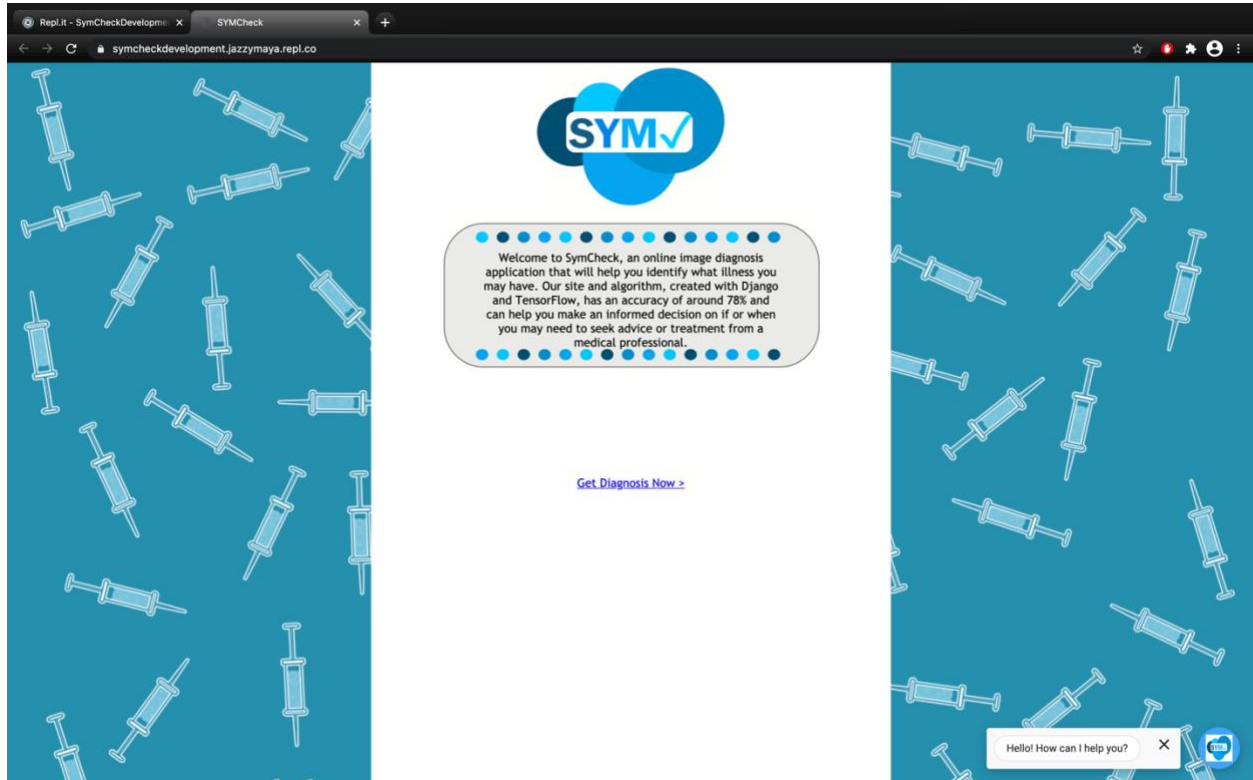 Repl.it - SymCheckDevelopme
SYMCheck
symcheckdevelopment.jazzymaya.repl.co
SYM✓
Welcome to SymCheck, an online image diagnosis
application that will help you identify what illness you
may have. Our site and algorithm, created with Django
and TensorFlow, has an accuracy of around 78% and
can help you make an informed decision on if or when
you may need to seek advice or treatment from a
medical professional.
Get Diagnosis Now >
Hello! How can I help you?
SYM